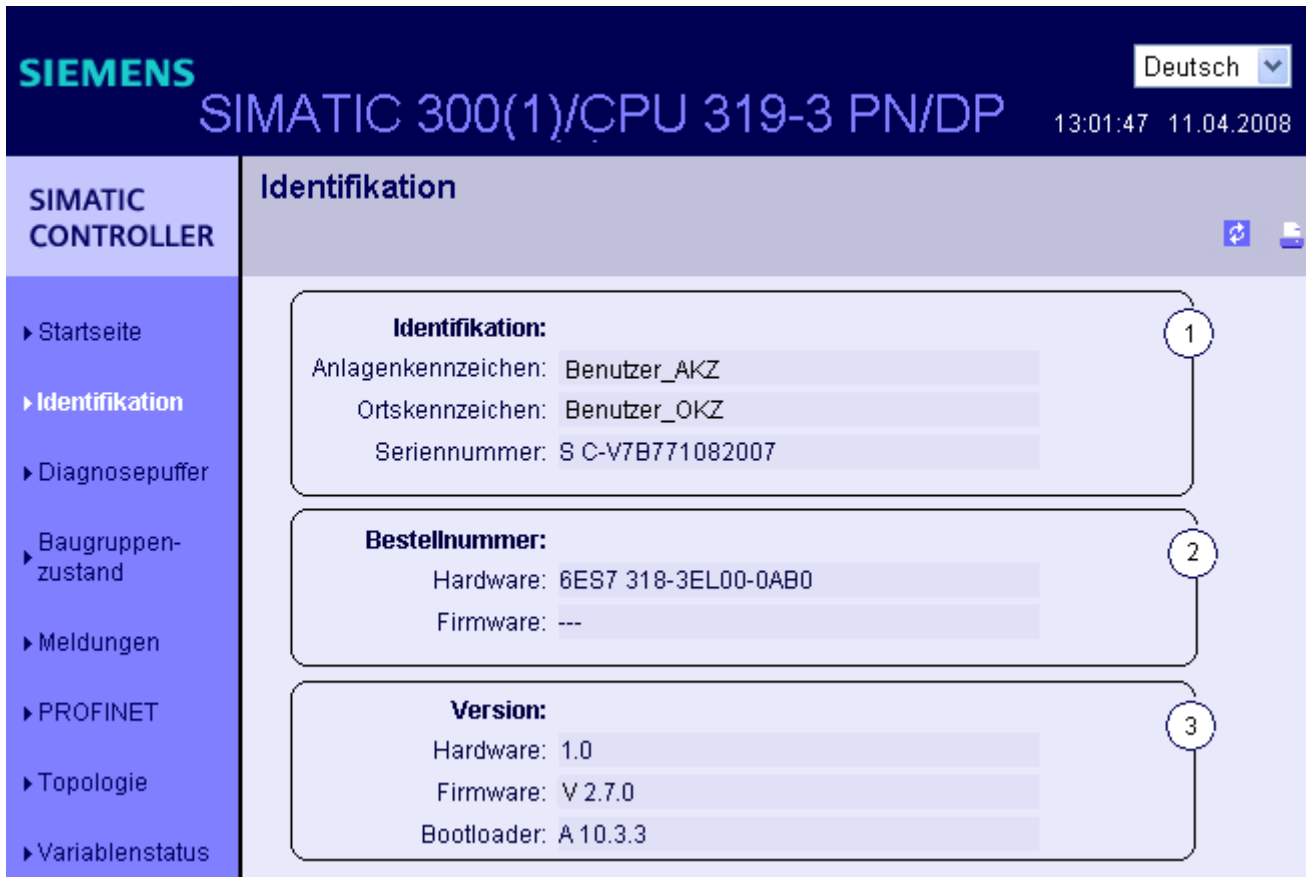 SIEMENS
Deutsch
SIMATIC 300(1)/CPU 319-3 PN/DP
13:01:47 11.04.2008
SIMATIC
CONTROLLER
Identifikation
Startseite
Identifikation
Diagnosepuffer
Baugruppen-
zustand
Meldungen
PROFINET
Topologie
Variablenstatus
Identifikation:
1
Anlagenkennzeichen: Benutzer_AKZ
Ortskennzeichen: Benutzer_OKZ
Seriennummer: S C-V7B771082007
Bestellnummer:
2
Hardware: 6ES7 318-3EL00-0AB0
Firmware: ---
Version:
3
Hardware: 1.0
Firmware: V 2.7.0
Bootloader: A 10.3.3